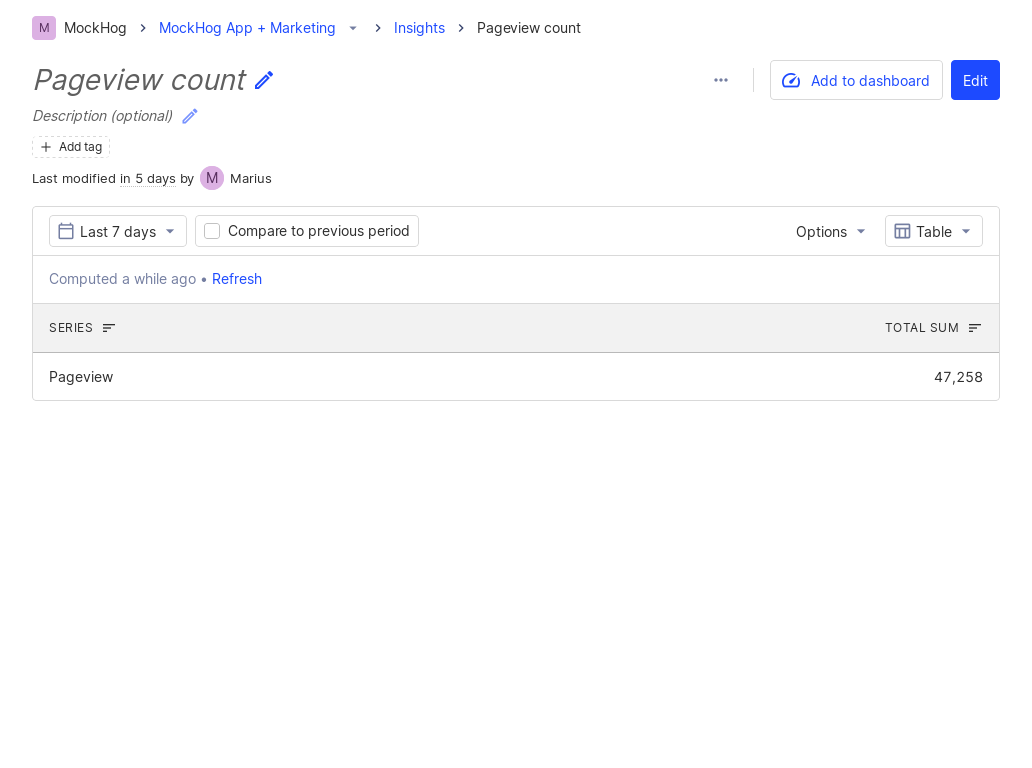 M MockHog MockHog App + Marketing Insights Pageview count
Pageview count
Add to dashboard Edit
Description (optional)
Add tag
Last modified in 5 days by M Marius
Last 7 days Compare to previous period Options Table
Computed a while ago • Refresh
SERIES TOTAL SUM
Pageview 47,258